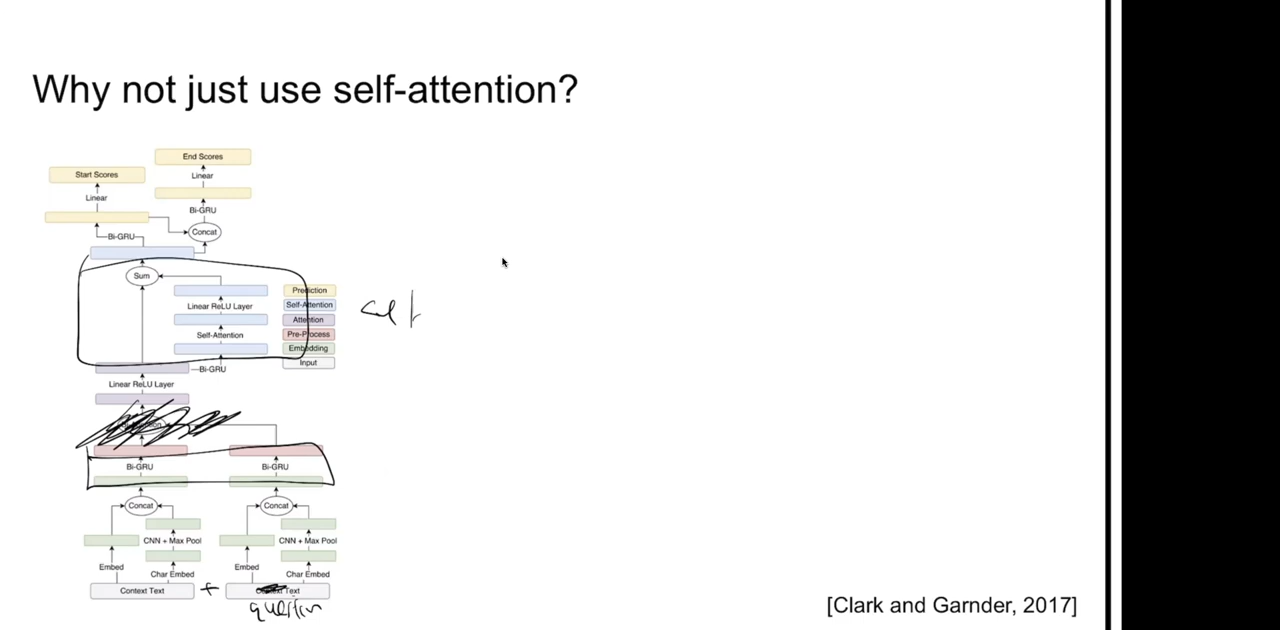 Why not just use self-attention?
End Scores
Start Scores
Linear
Linear
Bi-GRU
Concat
Bi-GRU
Sum
Prediction
Linear ReLU Layer
Self-Attention
Attention
Self-Attention
Pre-Process
Embedding
Input
Bi-GRU
Linear ReLU Layer
Bi-GRU
Bi-GRU
Concat
Concat
CNN + Max Pool
CNN + Max Pool
Embed
Char Embed
Embed
Char Embed
Context Text
+
Text
question
[Clark and Garnder, 2017]